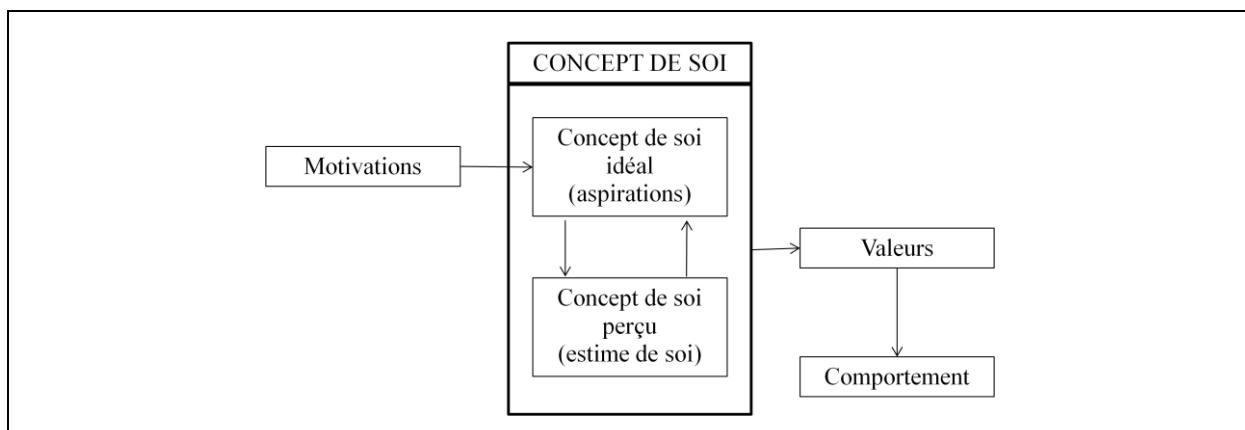 CONCEPT DE SOI
Motivations
Concept de soi
idéal
(aspirations)
Concept de soi
perçu
(estime de soi)
Valeurs
Comportement